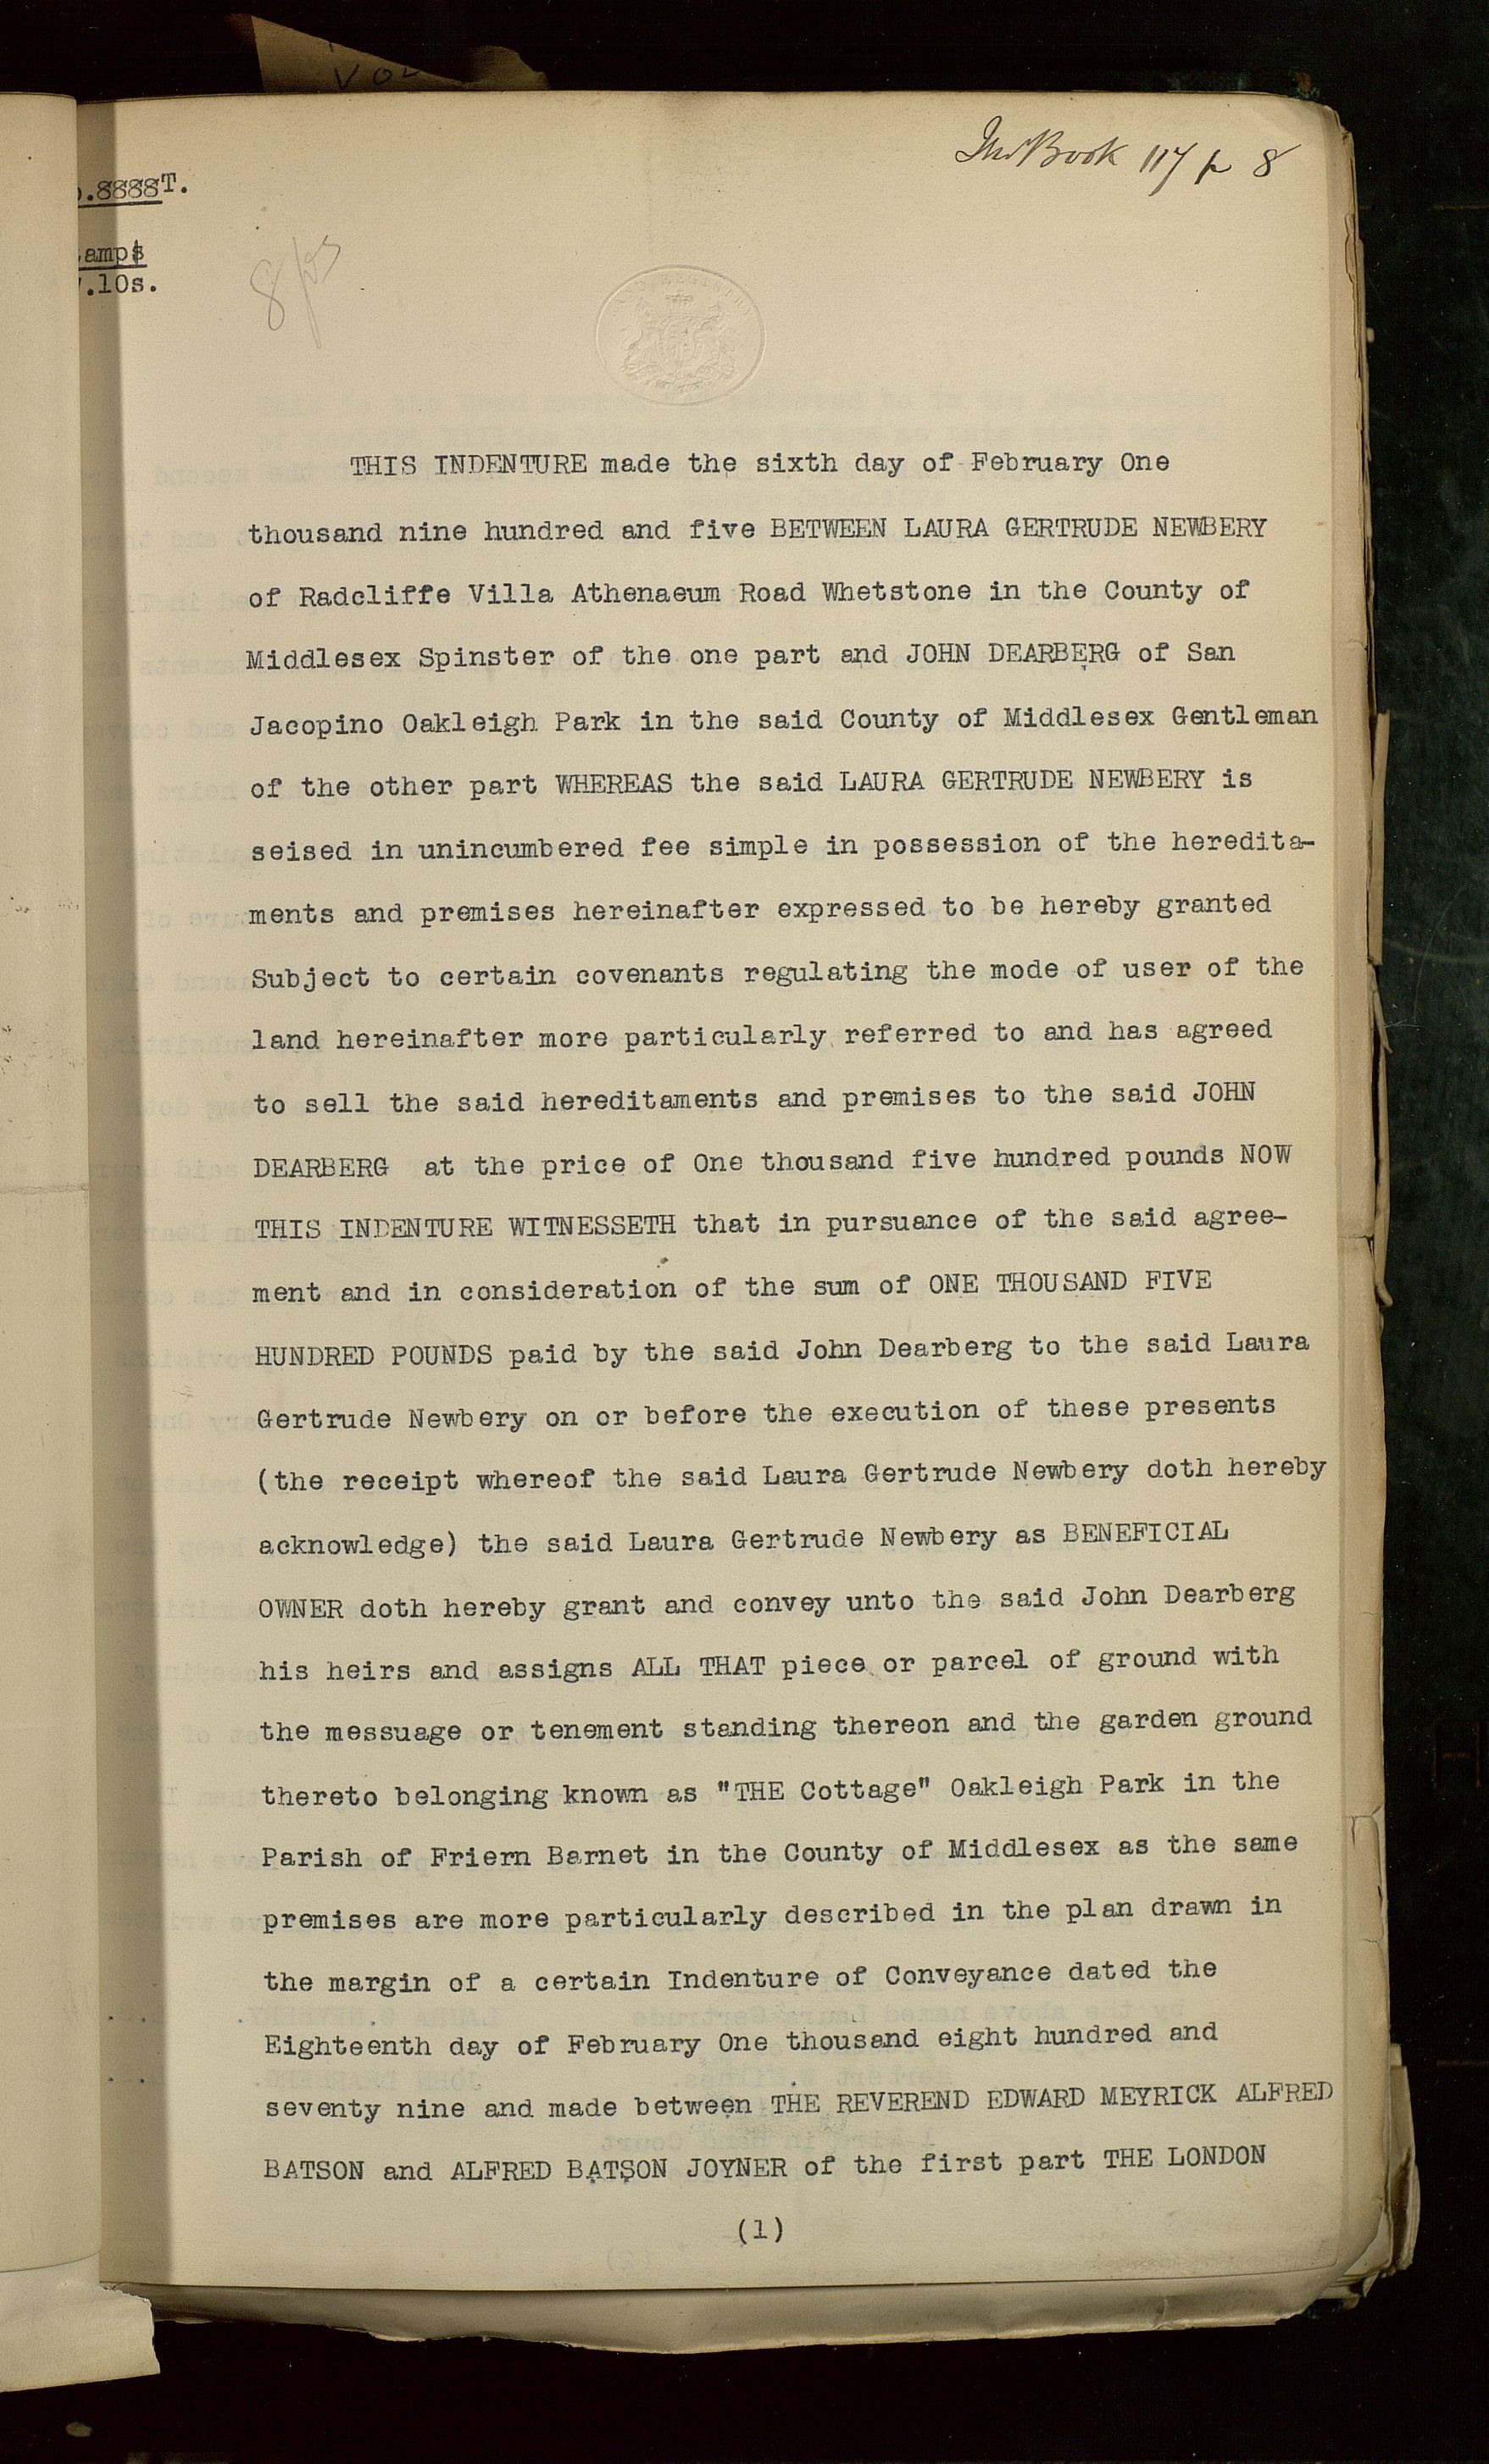 Book 117 p 8
.8888T.
amps
.10s.
8
THIS INDENTURE made the sixth day of February One
thousand nine hundred and five BETWEEN LAURA GERTRUDE NEWBERY
of Radcliffe Villa Athenaeum Road Whetstone in the County of
Middlesex Spinster of the one part and JOHN DEARBERG of San
Jacopino Oakleigh Park in the said County of Middlesex Gentleman
of the other part WHEREAS the said LAURA GERTRUDE NEWBERY is
seised in unincumbered fee simple in possession of the heredita-
ments and premises hereinafter expressed to be hereby granted
Subject to certain covenants regulating the mode of user of the
land hereinafter more particularly referred to and has agreed
to sell the said hereditaments and premises to the said JOHN
DEARBERG at the price of One thousand five hundred pounds NOW
THIS INDENTURE WITNESSETH that in pursuance of the said agree-
ment and in consideration of the sum of ONE THOUSAND FIVE
HUNDRED POUNDS paid by the said John Dearberg to the said Laura
Gertrude Newbery on or before the execution of these presents
(the receipt whereof the said Laura Gertrude Newbery doth hereby
acknowledge) the said Laura Gertrude Newbery as BENEFICIAL
OWNER doth hereby grant and convey unto the said John Dearberg
his heirs and assigns ALL THAT piece or parcel of ground with
the messuage or tenement standing thereon and the garden ground
thereto belonging known as "THE Cottage" Oakleigh Park in the
Parish of Friern Barnet in the County of Middlesex as the same
premises are more particularly described in the plan drawn in
the margin of a certain Indenture of Conveyance dated the
Eighteenth day of February One thousand eight hundred and
seventy nine and made between THE REVEREND EDWARD MEYRICK ALFRED
BATSON and ALFRED BATSON JOYNER of the first part THE LONDON
(1)